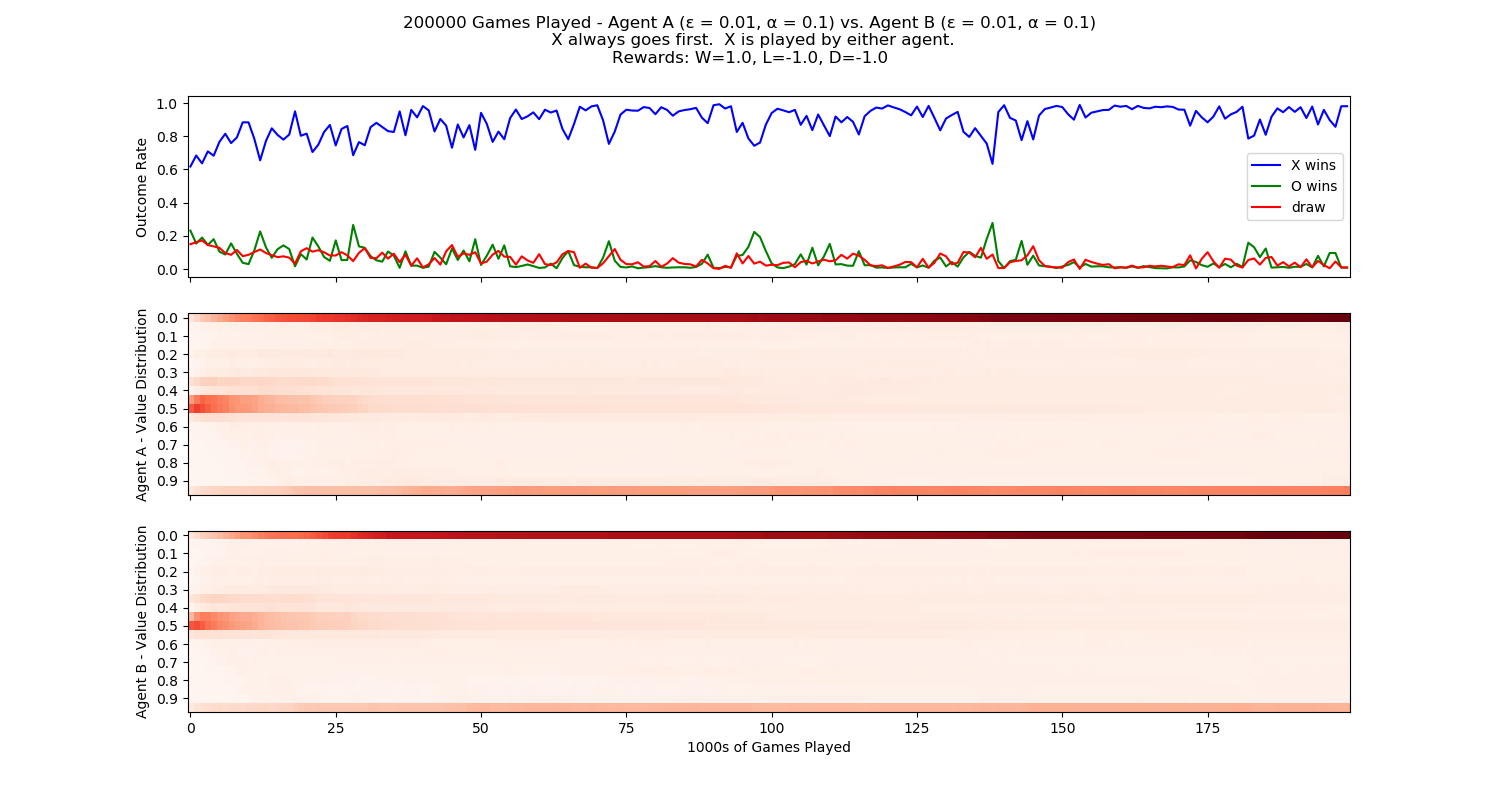 200000 Games Played - Agent A (ε = 0.01, α = 0.1) vs. Agent B (ε = 0.01, α = 0.1)
X always goes first.  X is played by either agent.
Rewards: W=1.0, L=-1.0, D=-1.0
Outcome Rate
1.0
0.8
0.6
0.4
0.2
0.0
X wins
O wins
draw
Agent A - Value Distribution
0.0
0.1
0.2
0.3
0.4
0.5
0.6
0.7
0.8
0.9
Agent B - Value Distribution
0.0
0.1
0.2
0.3
0.4
0.5
0.6
0.7
0.8
0.9
0 25 50 75 100 125 150 175
1000s of Games Played